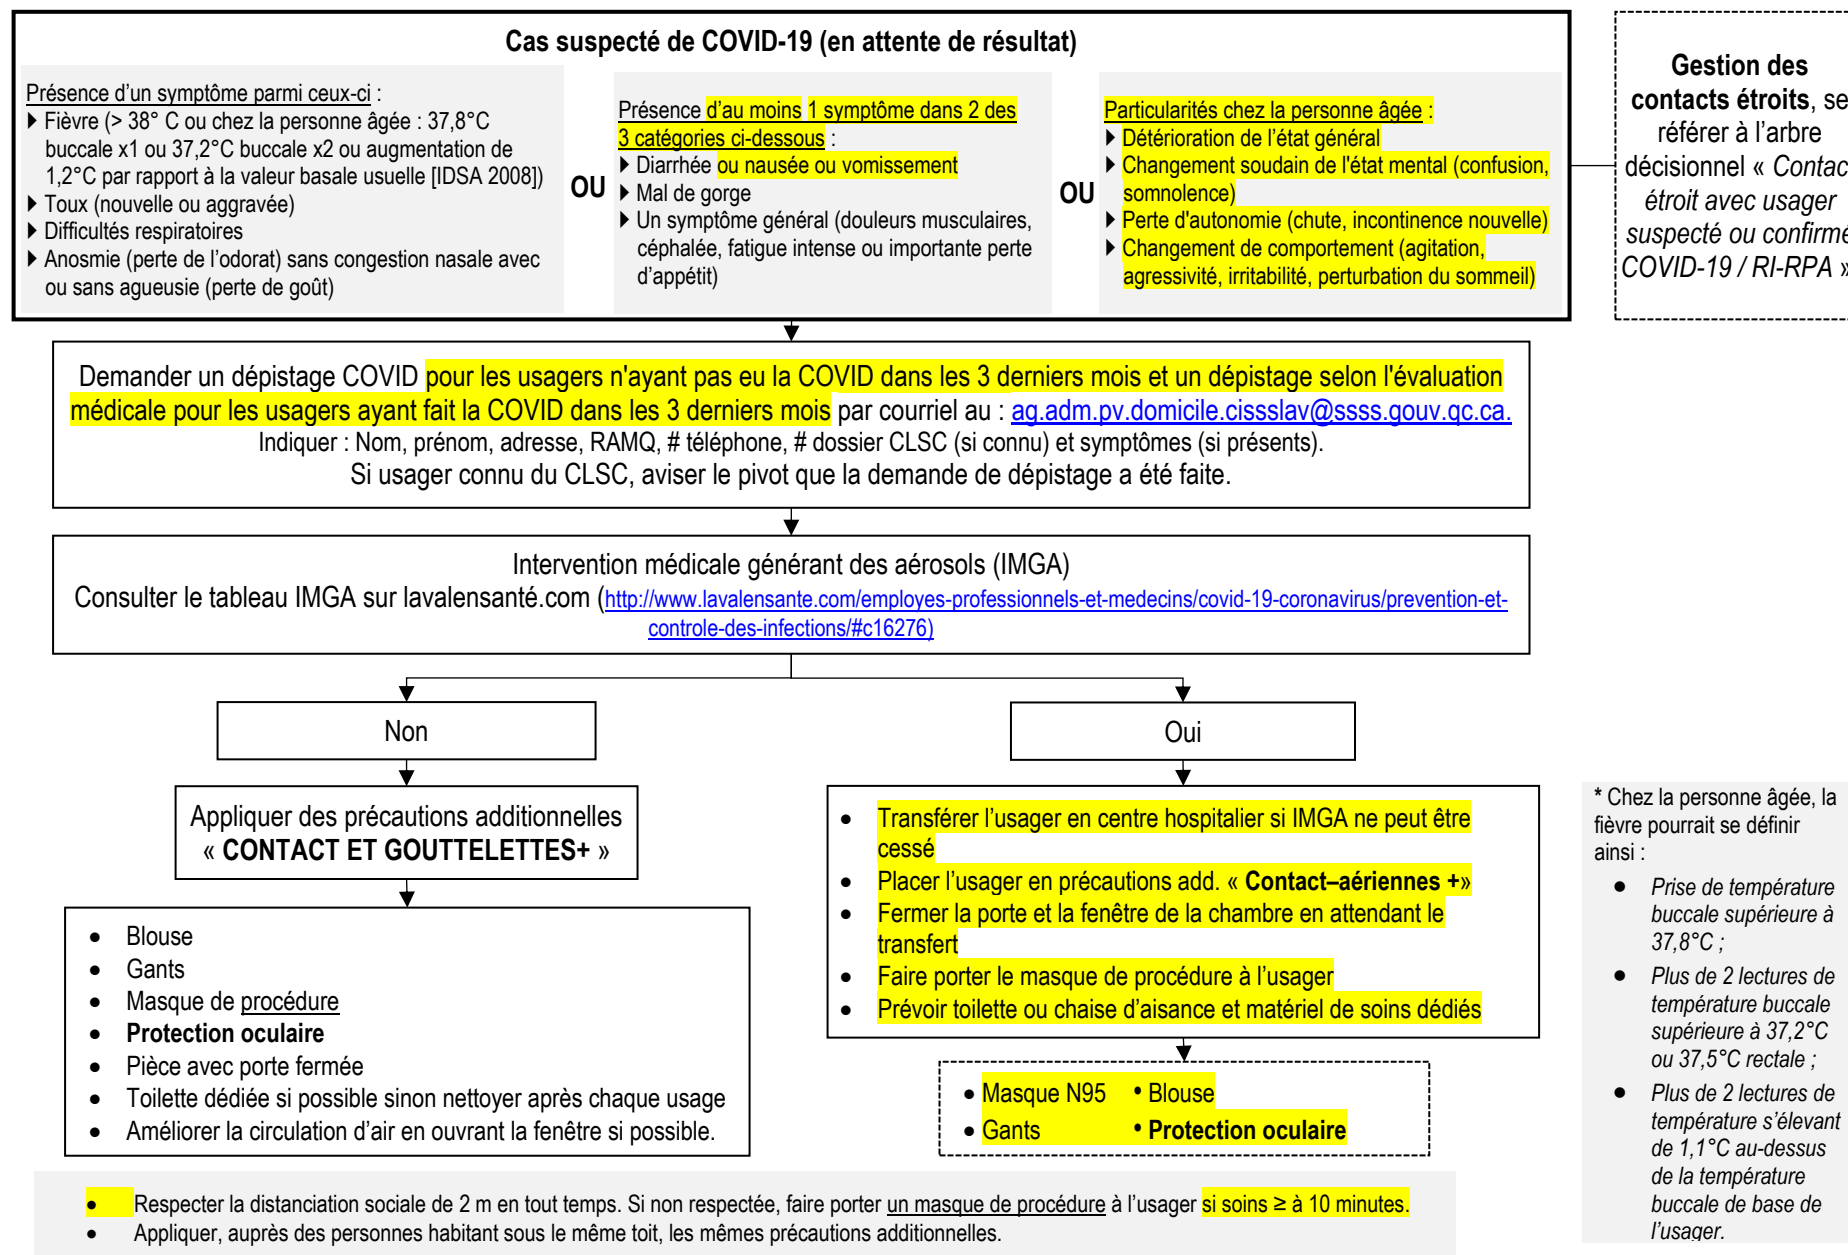 Cas suspecté de COVID-19 (en attente de résultat)
Présence d'un symptôme parmi ceux-ci :
Fièvre (> 38° C ou chez la personne âgée : 37,8°C
buccale x1 ou 37,2°C buccale x2 ou augmentation de
1,2°C par rapport à la valeur basale usuelle [IDSA 2008])
Toux (nouvelle ou aggravée)
Difficultés respiratoires
Anosmie (perte de l'odorat) sans congestion nasale avec
ou sans agueusie (perte de goût)
OU
Présence d'au moins 1 symptôme dans 2 des
3 catégories ci-dessous :
Diarrhée ou nausée ou vomissement
Mal de gorge
Un symptôme général (douleurs musculaires,
céphalée, fatigue intense ou importante perte
d'appétit)
OU
Particularités chez la personne âgée :
Détérioration de l'état général
Changement soudain de l'état mental (confusion,
somnolence)
Perte d'autonomie (chute, incontinence nouvelle)
Changement de comportement (agitation,
agressivité, irritabilité, perturbation du sommeil)
Gestion des
contacts étroits, se
référer à l'arbre
décisionnel « Contac
étroit avec usager
suspecté ou confirmé
COVID-19 / RI-RPA »
Demander un dépistage COVID pour les usagers n'ayant pas eu la COVID dans les 3 derniers mois et un dépistage selon l'évaluation
médicale pour les usagers ayant fait la COVID dans les 3 derniers mois par courriel au : ag.adm.pv.domicile.cissslav@ssss.gouv.qc.ca.
Indiquer : Nom, prénom, adresse, RAMQ, # téléphone, # dossier CLSC (si connu) et symptômes (si présents).
Si usager connu du CLSC, aviser le pivot que la demande de dépistage a été faite.
Intervention médicale générant des aérosols (IMGA)
Consulter le tableau IMGA sur lavalensanté.com (http://www.lavalensante.com/employes-professionnels-et-medecins/covid-19-coronavirus/prevention-et-
controle-des-infections/#c16276)
Non
Appliquer des précautions additionnelles
« CONTACT ET GOUTTELETTES+ »
• Blouse
• Gants
• Masque de procédure
• Protection oculaire
• Pièce avec porte fermée
• Toilette dédiée si possible sinon nettoyer après chaque usage
• Améliorer la circulation d'air en ouvrant la fenêtre si possible.
Oui
• Transférer l'usager en centre hospitalier si IMGA ne peut être
cessé
• Placer l'usager en précautions add. « Contact–aériennes +»
• Fermer la porte et la fenêtre de la chambre en attendant le
transfert
• Faire porter le masque de procédure à l'usager
• Prévoir toilette ou chaise d'aisance et matériel de soins dédiés
• Masque N95 • Blouse
• Gants • Protection oculaire
* Chez la personne âgée, la
fièvre pourrait se définir
ainsi :
• Prise de température
buccale supérieure à
37,8°C ;
• Plus de 2 lectures de
température buccale
supérieure à 37,2°C
ou 37,5°C rectale ;
• Plus de 2 lectures de
température s'élevant
de 1,1°C au-dessus
de la température
buccale de base de
l'usager.
• Respecter la distanciation sociale de 2 m en tout temps. Si non respectée, faire porter un masque de procédure à l'usager si soins ≥ à 10 minutes.
• Appliquer, auprès des personnes habitant sous le même toit, les mêmes précautions additionnelles.